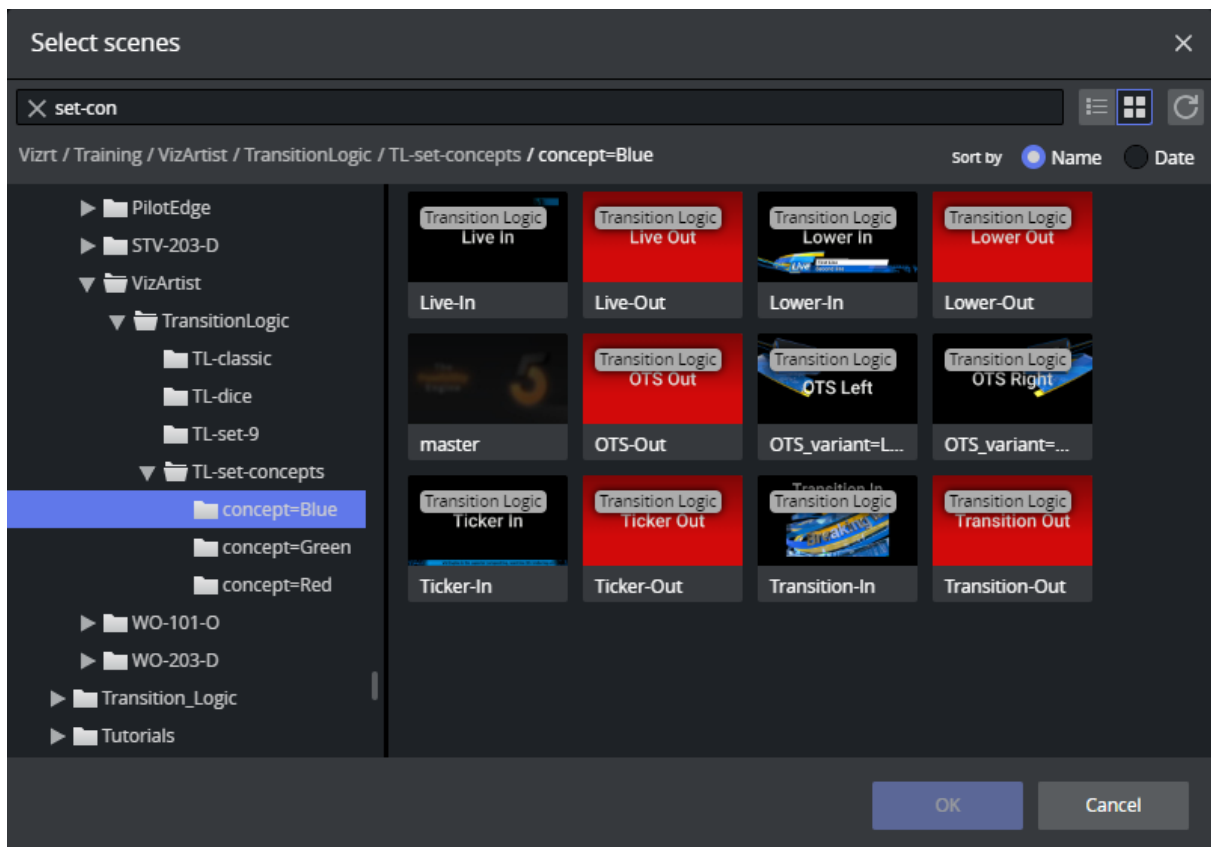 Select scenes
set-con
Vizrt / Training / VizArtist / TransitionLogic / TL-set-concepts / concept=Blue
Sort by Name Date
PilotEdge
STV-203-D
VizArtist
TransitionLogic
TL-classic
TL-dice
TL-set-9
TL-set-concepts
concept=Blue
concept=Green
concept=Red
WO-101-O
WO-203-D
Transition_Logic
Tutorials
Transition Logic
Live In
Live-In
Transition Logic
Live Out
Live-Out
Transition Logic
Lower In
Live
Lower-In
Transition Logic
Lower Out
Lower-Out
5
master
Transition Logic
OTS Out
OTS-Out
Transition Logic
OTS Left
OTS_variant=L...
Transition Logic
OTS Right
OTS_variant=...
Transition Logic
Ticker In
Ticker-In
Transition Logic
Ticker Out
Ticker-Out
Transition In
Transition Logic
Breaking
Transition-In
Transition Logic
Transition Out
Transition-Out
OK
Cancel